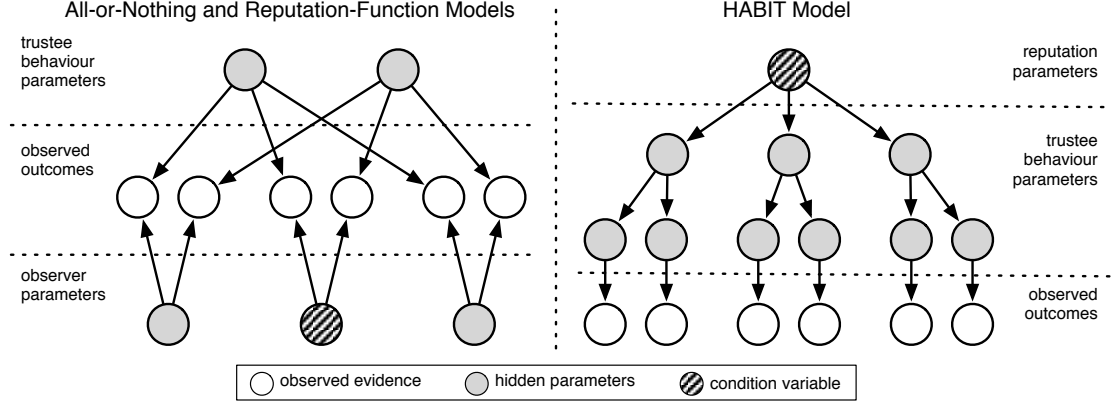 All-or-Nothing and Reputation-Function Models
trustee
behaviour
parameters
observed
outcomes
observer
parameters
HABIT Model
reputation
parameters
trustee
behaviour
parameters
observed
outcomes
observed evidence
hidden parameters
condition variable